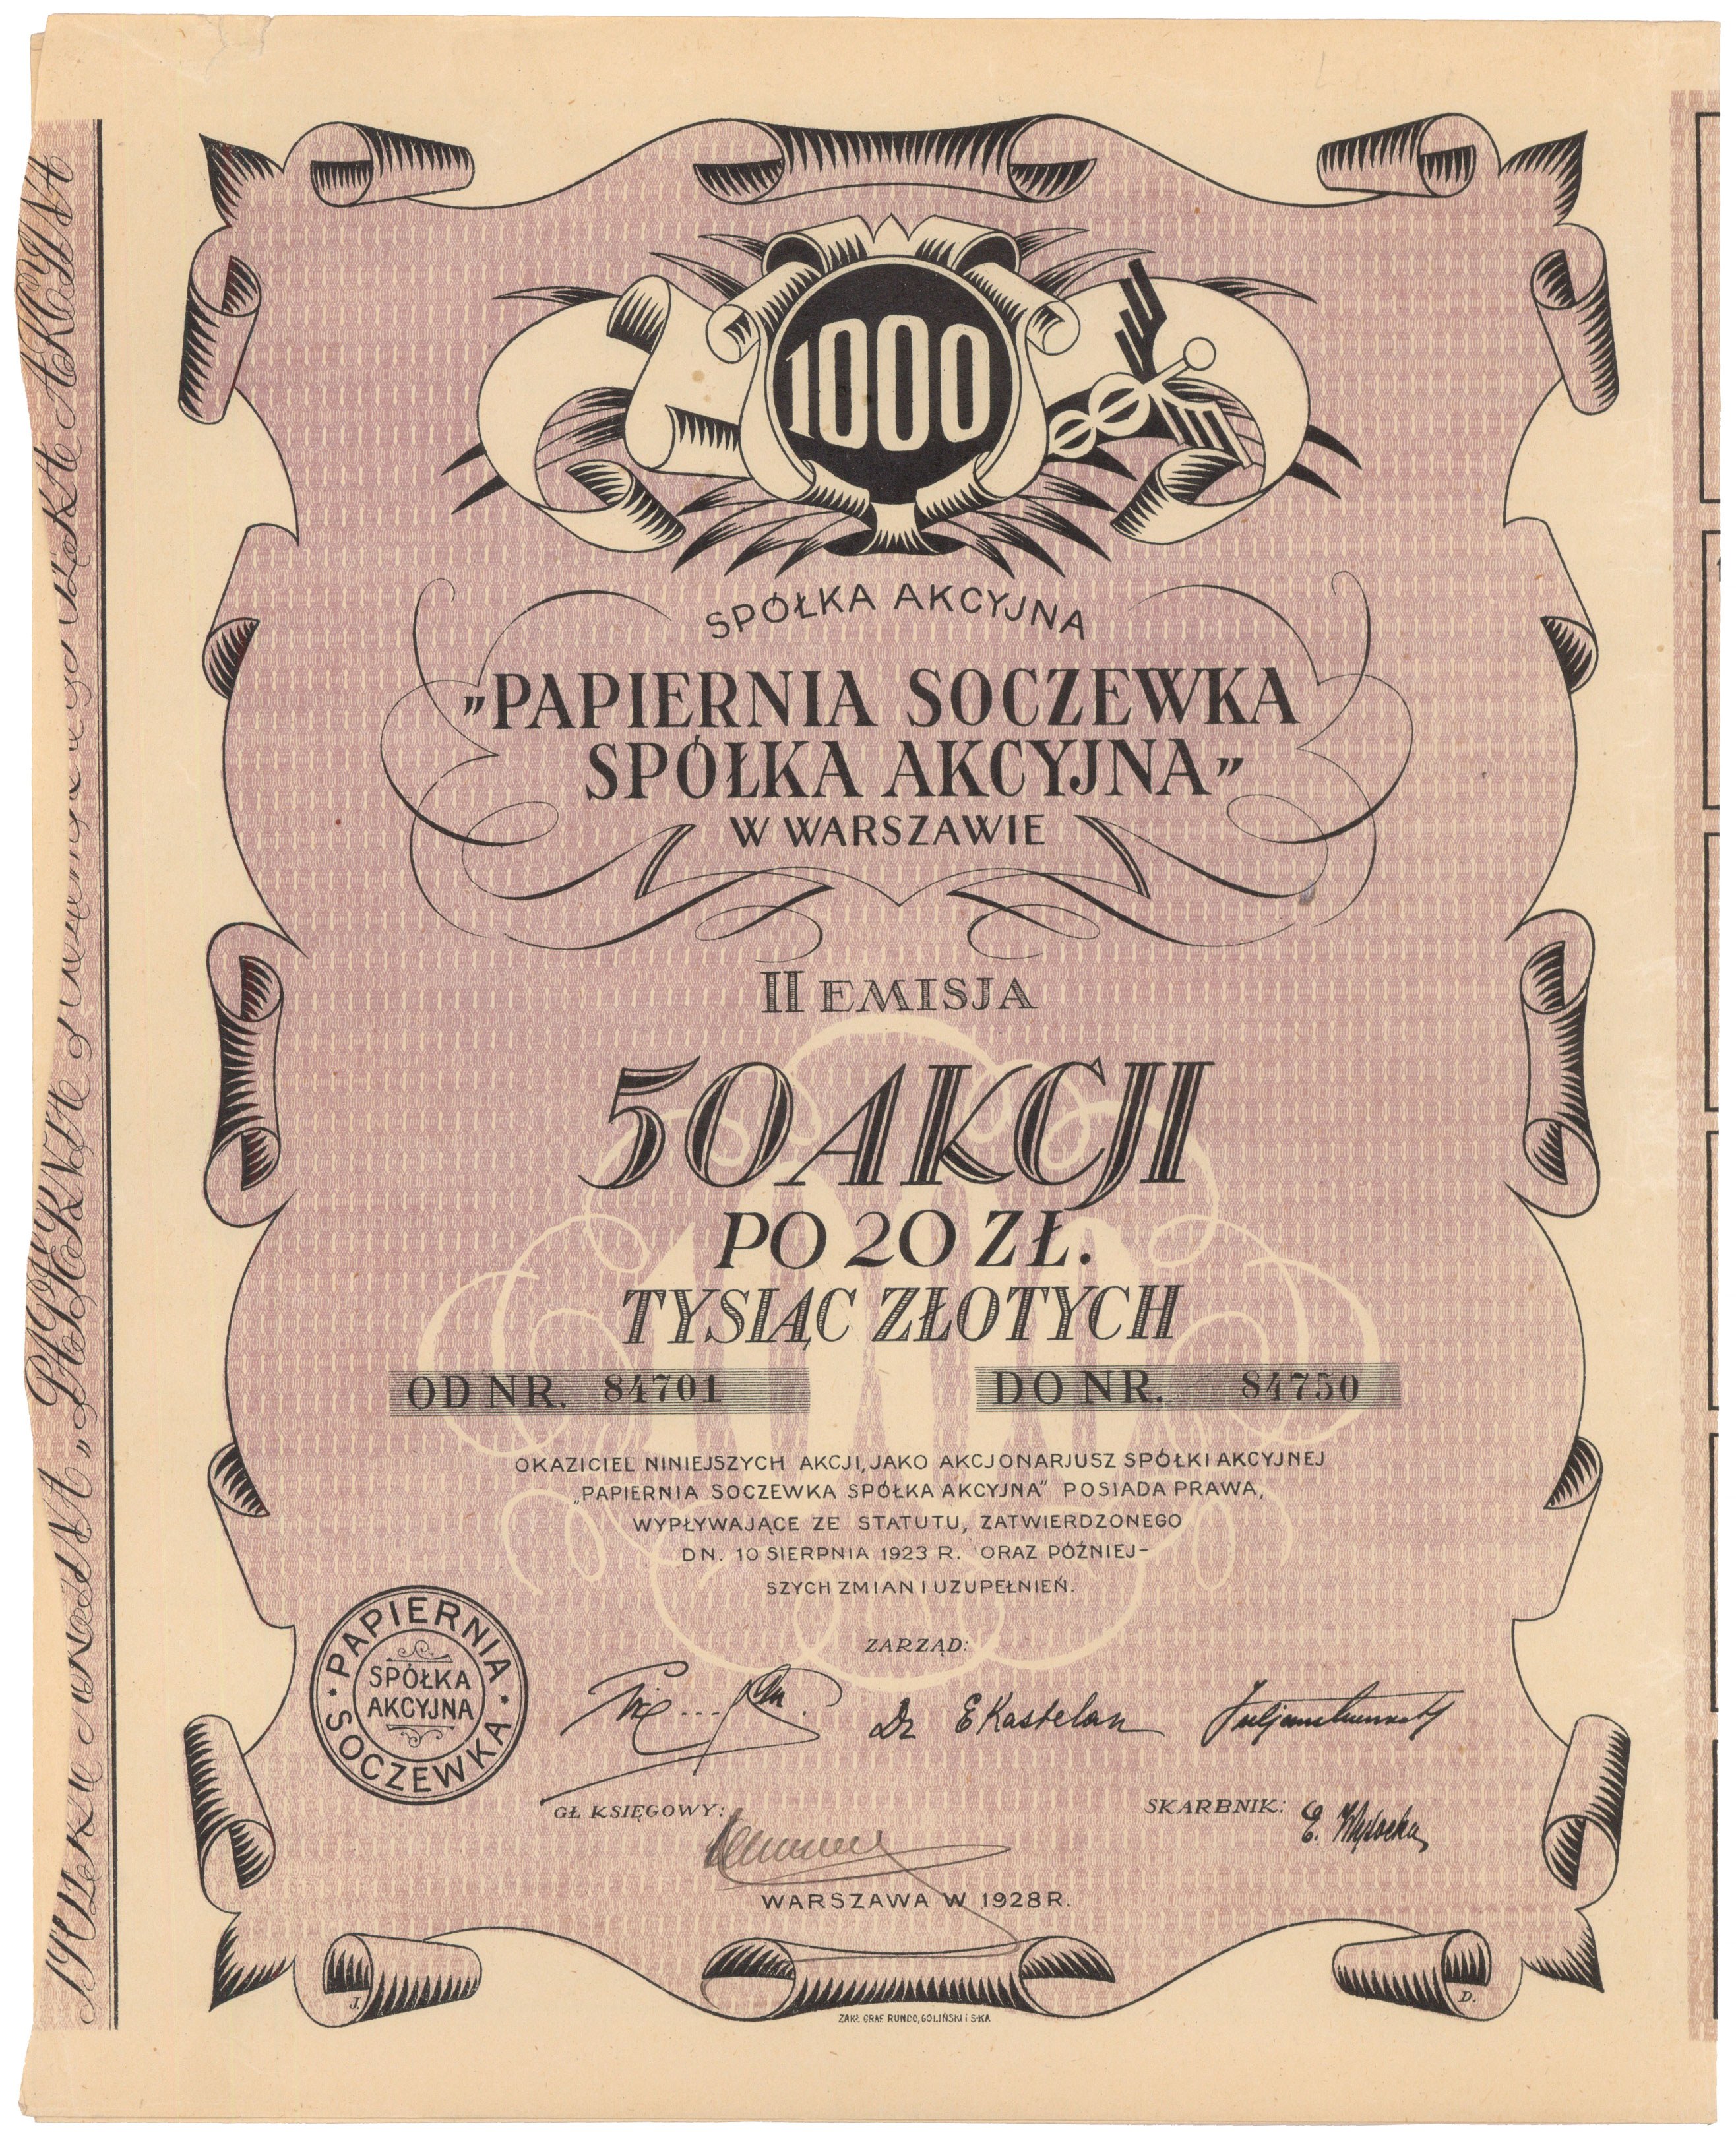 1000
SPÓŁKA AKCYJNA
„PAPIERNIA SOCZEWKA
SPÓŁKA AKCYJNA”
W WARSZAWIE
II EMISJA
50 AKCJI
PO 20 ZŁ.
TYSIĄC ZŁOTYCH
OD NR. 84701 DO NR. 84750
OKAZICIEL NINIEJSZYCH AKCJI, JAKO AKCJONARJUSZ SPÓŁKI AKCYJNEJ
„PAPIERNIA SOCZEWKA SPÓŁKA AKCYJNA” POSIADA PRAWA,
WYPŁYWAJĄCE ZE STATUTU, ZATWIERDZONEGO
DN. 10 SIERPNIA 1923 R. ORAZ PÓŹNIEJ-
SZYCH ZMIAN I UZUPEŁNIEŃ.
PAPIERNIA SOCZEWKA
SPÓŁKA
AKCYJNA
ZARZĄD:
Dr E Kastelan
GŁ KSIĘGOWY:
SKARBNIK: E. Wysocka
WARSZAWA W 1928 R.
J. D.
ZAKŁ. GRAF. RUNDO, GOLIŃSKI i S-KA